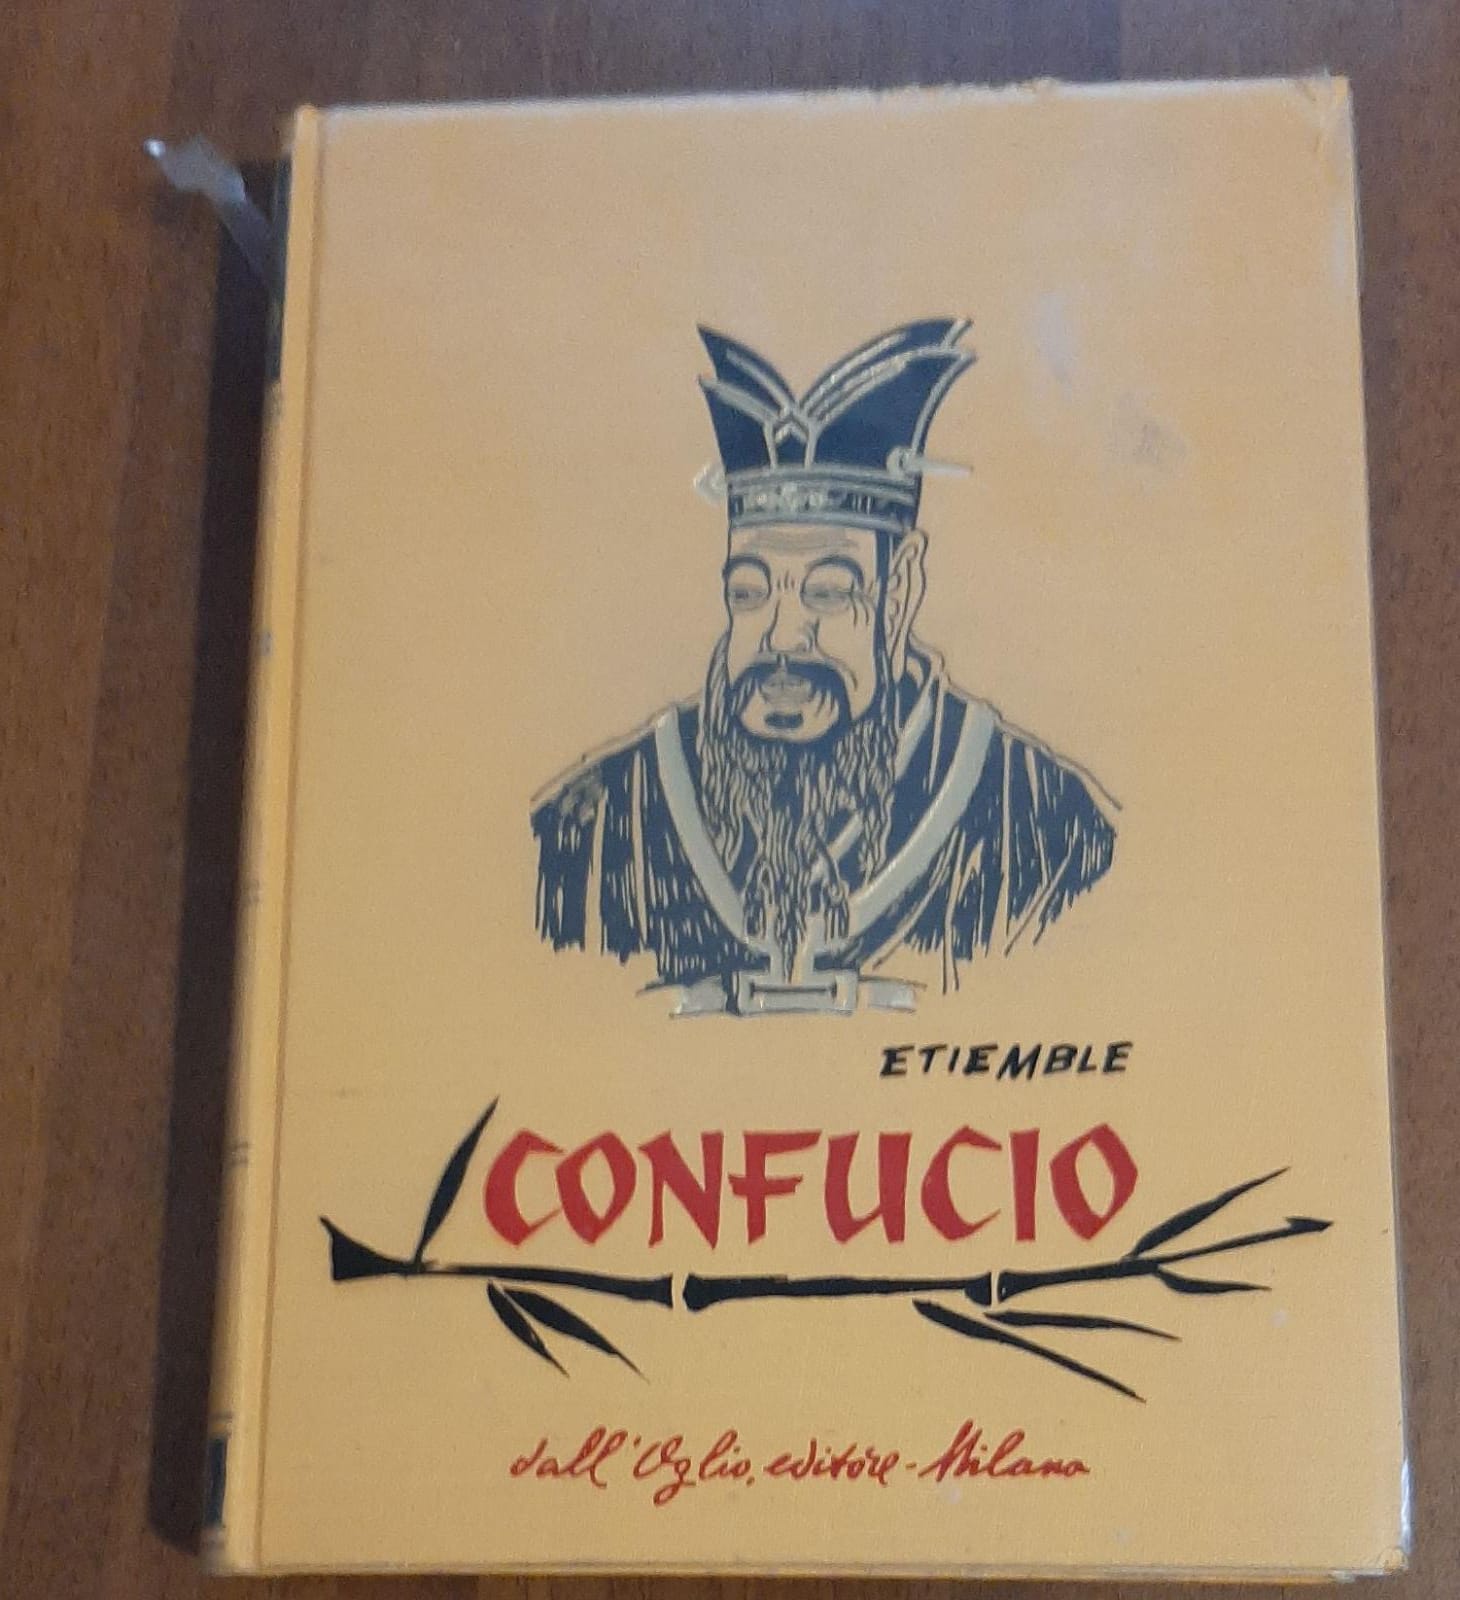 ETIEMBLE
CONFUCIO
dall'Oglio, editore - Milano